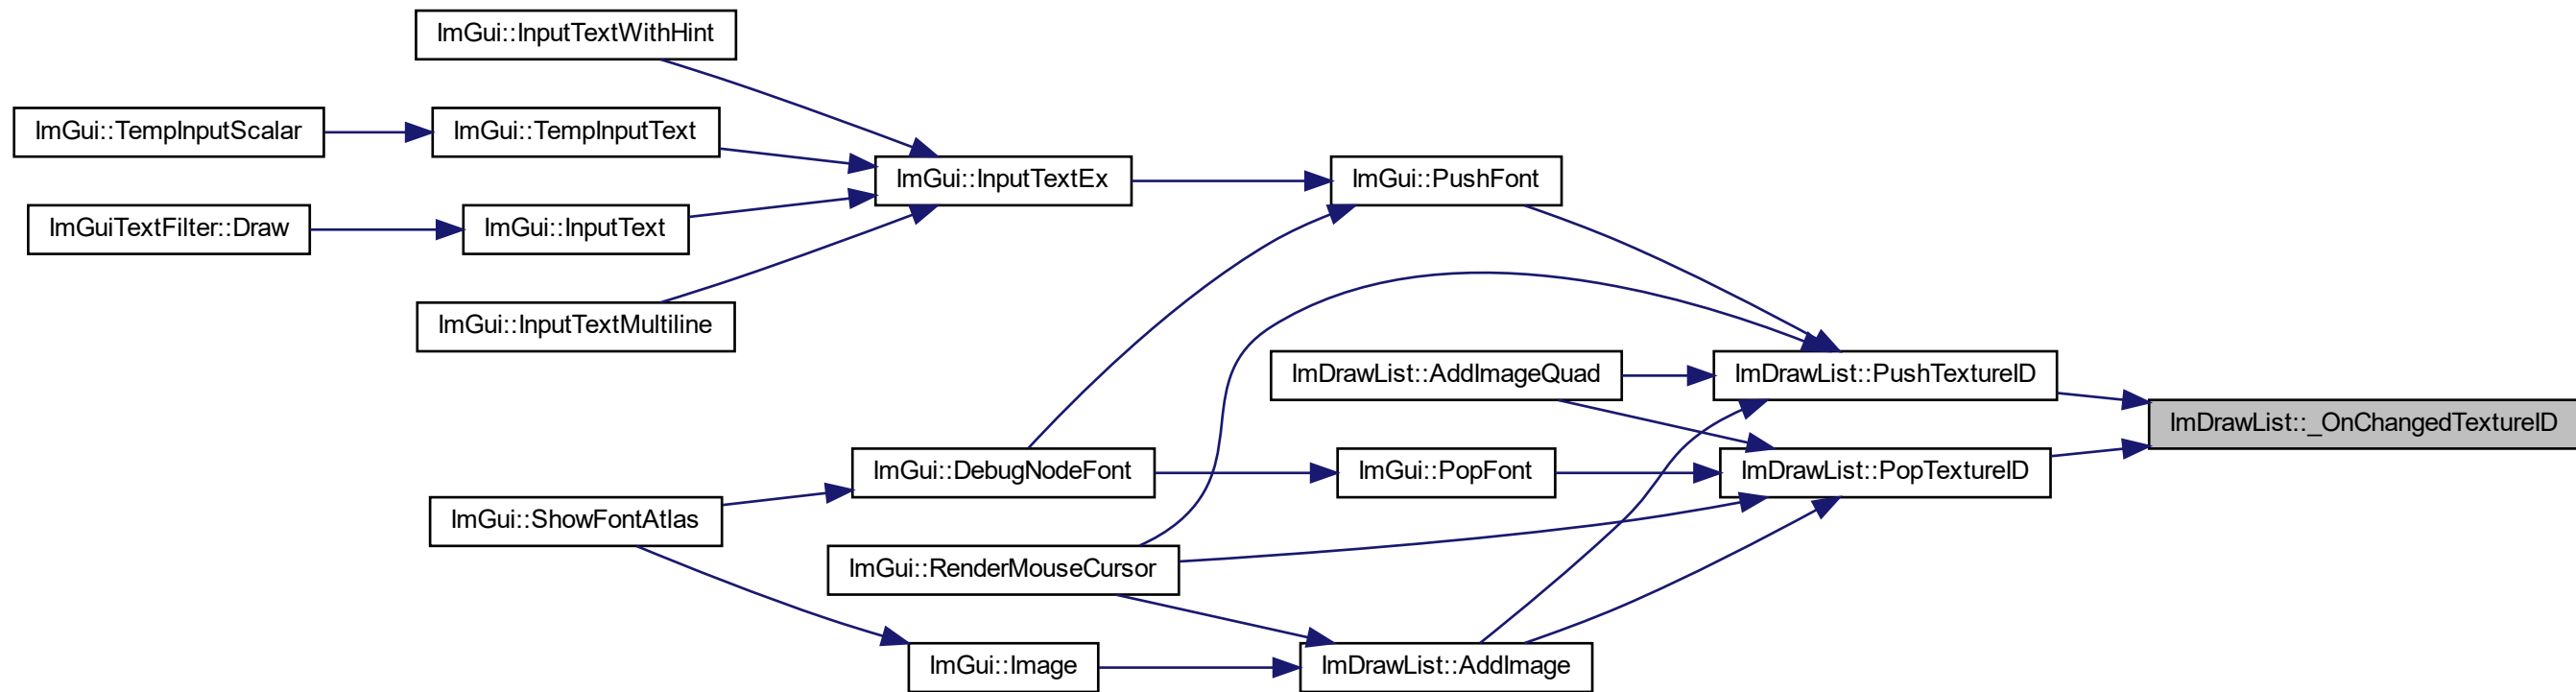 ImGui::InputTextWithHint
ImGui::TempInputScalar
ImGui::TempInputText
ImGui::InputTextEx
ImGui::PushFont
ImGuiTextFilter::Draw
ImGui::InputText
ImGui::InputTextMultiline
ImDrawList::AddImageQuad
ImDrawList::PushTextureID
ImDrawList::_OnChangedTextureID
ImGui::DebugNodeFont
ImGui::PopFont
ImDrawList::PopTextureID
ImGui::ShowFontAtlas
ImGui::RenderMouseCursor
ImGui::Image
ImDrawList::AddImage